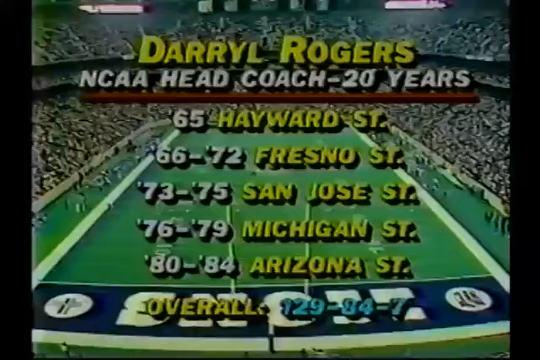 DARRYL ROGERS
NCAA HEAD COACH-20 YEARS
'65 HAYWARD ST.
'66-'72 FRESNO ST.
'73-'75 SAN JOSE ST.
'76-'79 MICHIGAN ST.
'80-'84 ARIZONA ST.
OVERALL: 129-84-7